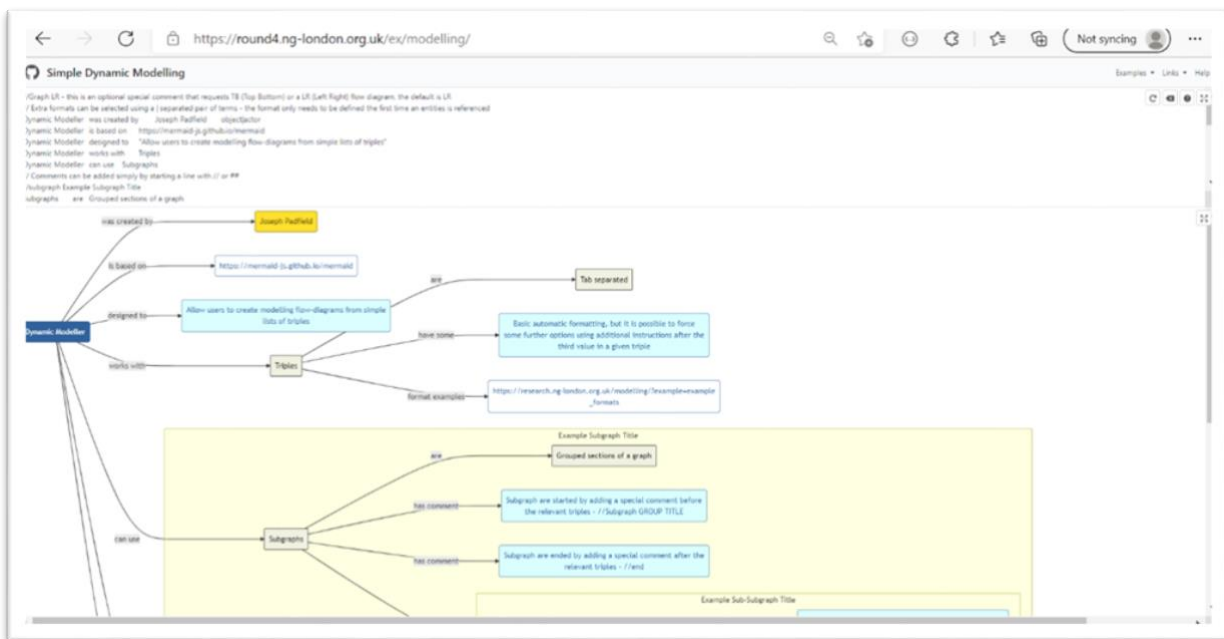 https://round4.ng-london.org.uk/ex/modelling/
Not syncing
Simple Dynamic Modelling
Examples Links Help
/Graph LR - this is an optional special comment that requests TB (Top Bottom) or a LR (Left Right) flow diagram, the default is LR
/ Extra formats can be selected using a | separated pair of terms - the format only needs to be defined the first time an entities is referenced
Dynamic Modeller was created by Joseph Padfield object|actor
Dynamic Modeller is based on https://mermaid-js.github.io/mermaid
Dynamic Modeller designed to "Allow users to create modelling flow-diagrams from simple lists of triples"
Dynamic Modeller works with Triples
Dynamic Modeller can use Subgraphs
/ Comments can be added simply by starting a line with // or ##
/subgraph Example Subgraph Title
subgraphs are Grouped sections of a graph
was created by
Joseph Padfield
is based on
https://mermaid-js.github.io/mermaid
are
Tab separated
designed to
Allow users to create modelling flow-diagrams from simple
lists of triples
Dynamic Modeller
have some
Basic automatic formatting, but it is possible to force
some further options using additional instructions after the
third value in a given triple
works with
Triples
format examples
https://research.ng-london.org.uk/modelling/?example=example
_formats
Example Subgraph Title
are
Grouped sections of a graph
has comment
Subgraph are started by adding a special comment before
the relevant triples - //Subgraph GROUP TITLE
can use
Subgraphs
has comment
Subgraph are ended by adding a special comment after the
relevant triples - //end
Example Sub-Subgraph Title